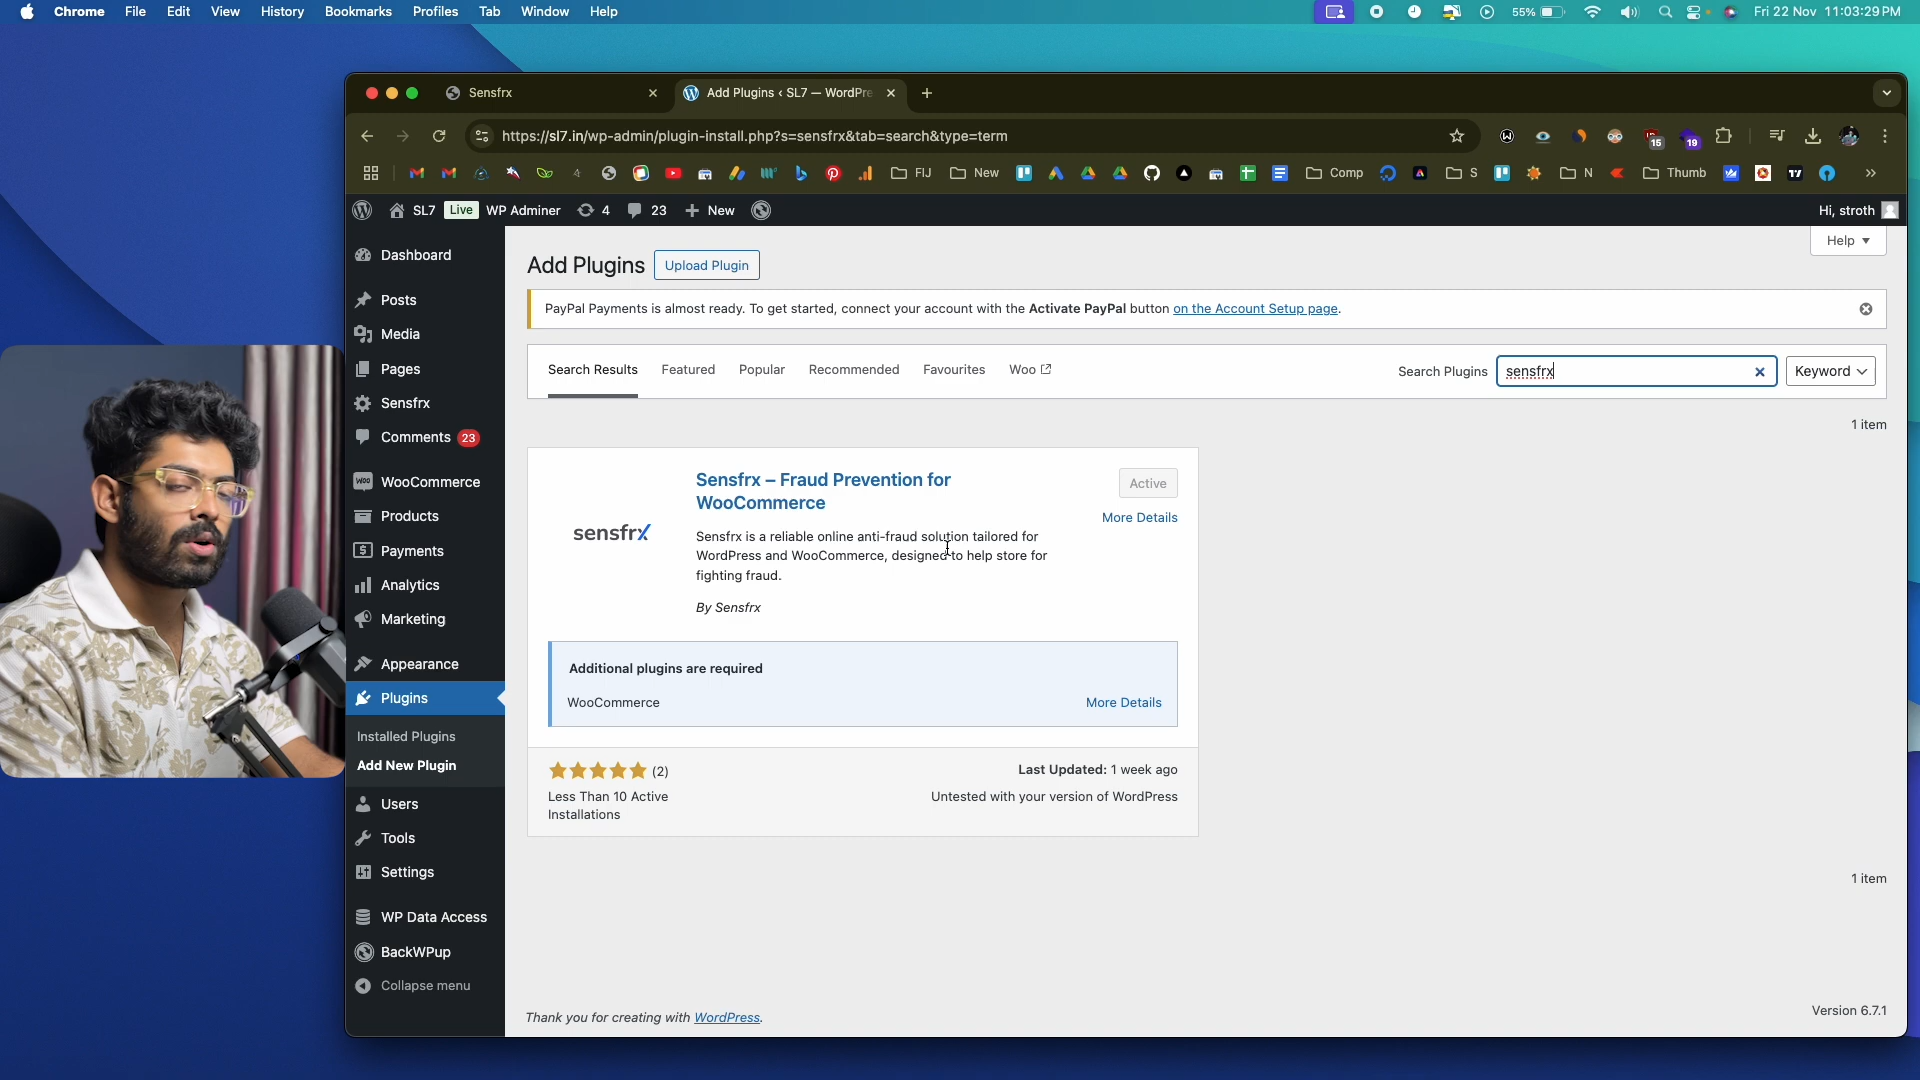 Chrome File Edit View History Bookmarks Profiles Tab Window Help
55% Fri 22 Nov 11:03:29 PM
Sensfrx
Add Plugins ‹ SL7 — WordPre
https://sl7.in/wp-admin/plugin-install.php?s=sensfrx&tab=search&type=term
15
19
FIJ New Comp S N Thumb
SL7 Live WP Adminer 4 23 New
Hi, stroth
Dashboard
Posts
Media
Pages
Sensfrx
Comments 23
WooCommerce
Products
Payments
Analytics
Marketing
Appearance
Plugins
Installed Plugins
Add New Plugin
Users
Tools
Settings
WP Data Access
BackWPup
Collapse menu
Help
Add Plugins Upload Plugin
PayPal Payments is almost ready. To get started, connect your account with the Activate PayPal button on the Account Setup page.
Search Results Featured Popular Recommended Favourites Woo
Search Plugins sensfrx Keyword
1 item
sensfrx
Sensfrx – Fraud Prevention for
WooCommerce
Active
More Details
Sensfrx is a reliable online anti-fraud solution tailored for
WordPress and WooCommerce, designed to help store for
fighting fraud.
By Sensfrx
Additional plugins are required
WooCommerce More Details
(2)
Less Than 10 Active
Installations
Last Updated: 1 week ago
Untested with your version of WordPress
1 item
Thank you for creating with WordPress.
Version 6.7.1